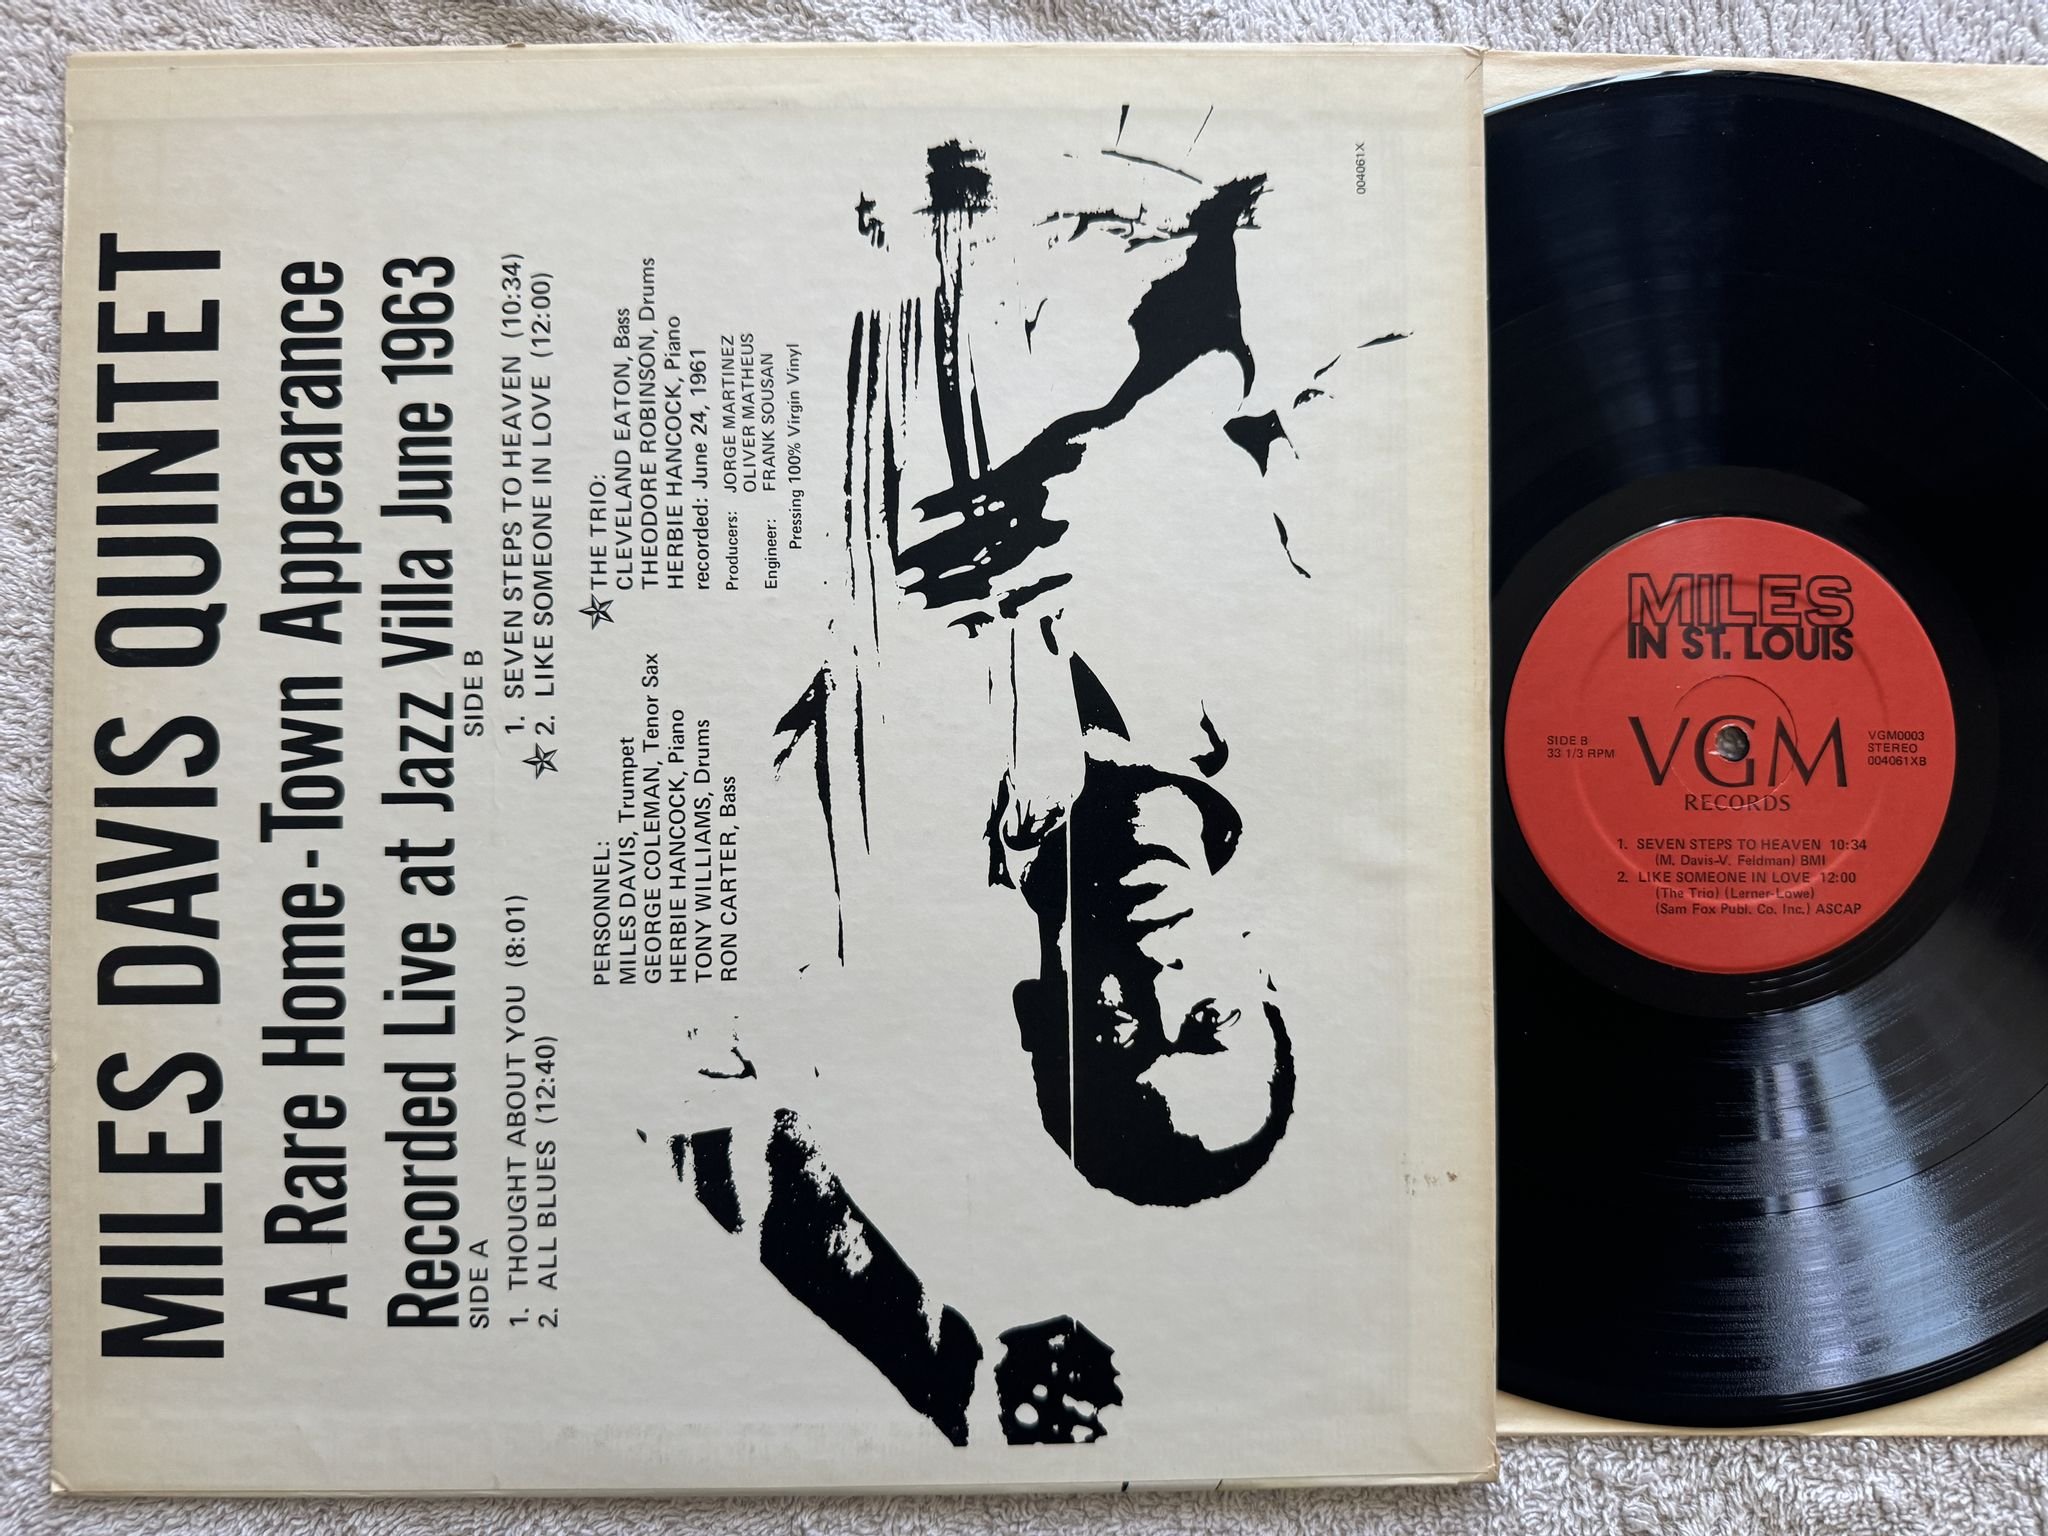 MILES DAVIS QUINTET
A Rare Home-Town Appearance
Recorded Live at Jazz Villa June 1963
SIDE A
1. THOUGHT ABOUT YOU (8:01)
2. ALL BLUES (12:40)
SIDE B
1. SEVEN STEPS TO HEAVEN (10:34)
2. LIKE SOMEONE IN LOVE (12:00)
PERSONNEL:
MILES DAVIS, Trumpet
GEORGE COLEMAN, Tenor Sax
HERBIE HANCOCK, Piano
TONY WILLIAMS, Drums
RON CARTER, Bass
THE TRIO:
CLEVELAND EATON, Bass
THEODORE ROBINSON, Drums
HERBIE HANCOCK, Piano
recorded: June 24, 1961
Producers: JORGE MARTINEZ
OLIVER MATHEUS
Engineer: FRANK SOUSAN
Pressing 100% Virgin Vinyl
004061X
MILES
IN ST. LOUIS
SIDE B
33 1/3 RPM
VGM
RECORDS
VGM0003
STEREO
004061XB
1. SEVEN STEPS TO HEAVEN 10:34
(M. Davis-V. Feldman) BMI
2. LIKE SOMEONE IN LOVE 12:00
(The Trio) (Lerner-Lowe)
(Sam Fox Publ. Co. Inc.) ASCAP